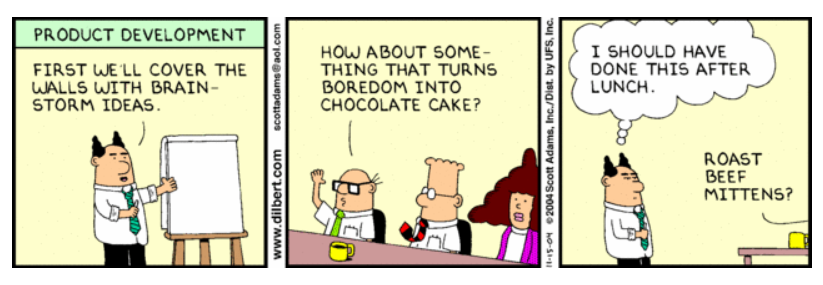 PRODUCT DEVELOPMENT
FIRST WE'LL COVER THE
WALLS WITH BRAIN-
STORM IDEAS.
www.dilbert.com scottadams@aol.com
HOW ABOUT SOME-
THING THAT TURNS
BOREDOM INTO
CHOCOLATE CAKE?
11-15-04 ©2004 Scott Adams, Inc./Dist. by UFS, Inc.
I SHOULD HAVE
DONE THIS AFTER
LUNCH.
ROAST
BEEF
MITTENS?